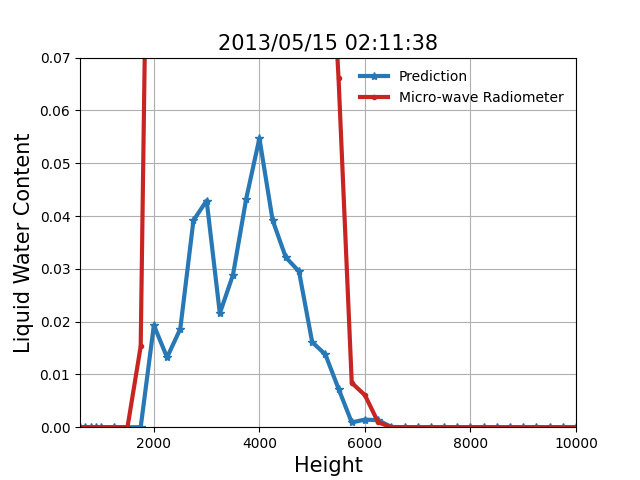 2013/05/15 02:11:38
0.07
0.06
0.05
0.04
0.03
0.02
0.01
0.00
Liquid Water Content
Prediction
Micro-wave Radiometer
2000 4000 6000 8000 10000
Height